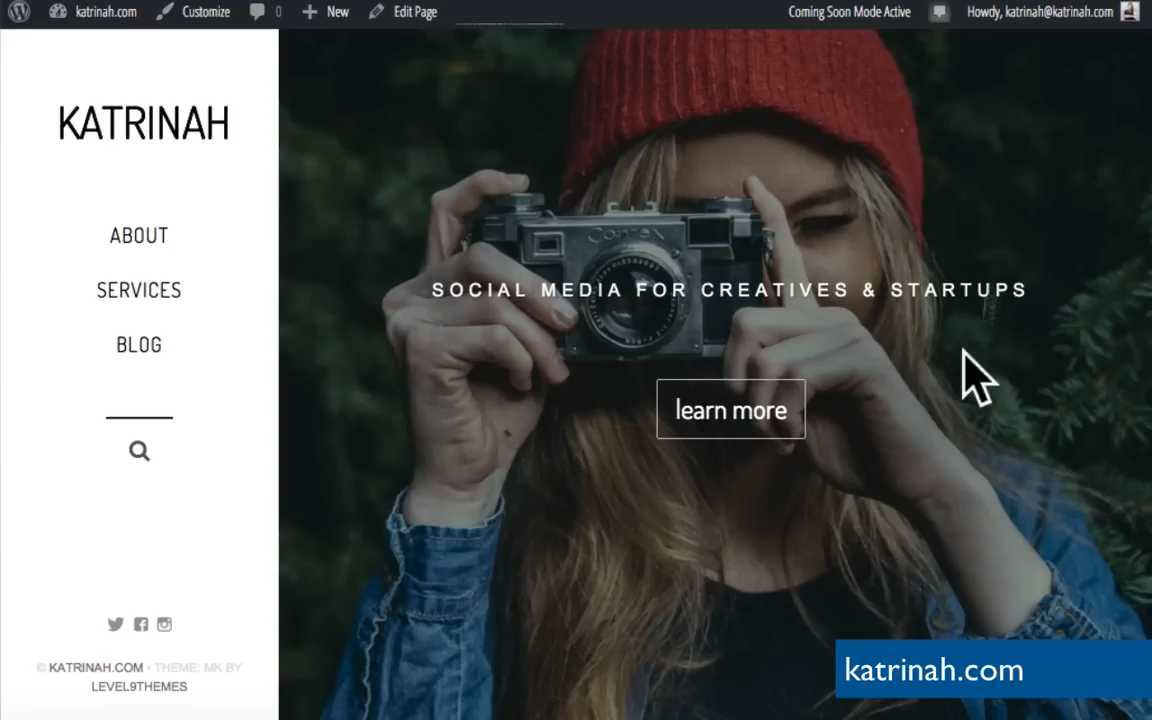 katrinah.com Customize 0 New Edit Page Coming Soon Mode Active Howdy, katrinah@katrinah.com
KATRINAH
ABOUT
SERVICES
BLOG
Contax
SOCIAL MEDIA FOR CREATIVES & STARTUPS
learn more
© KATRINAH.COM • THEME: MK BY
LEVEL9THEMES
katrinah.com